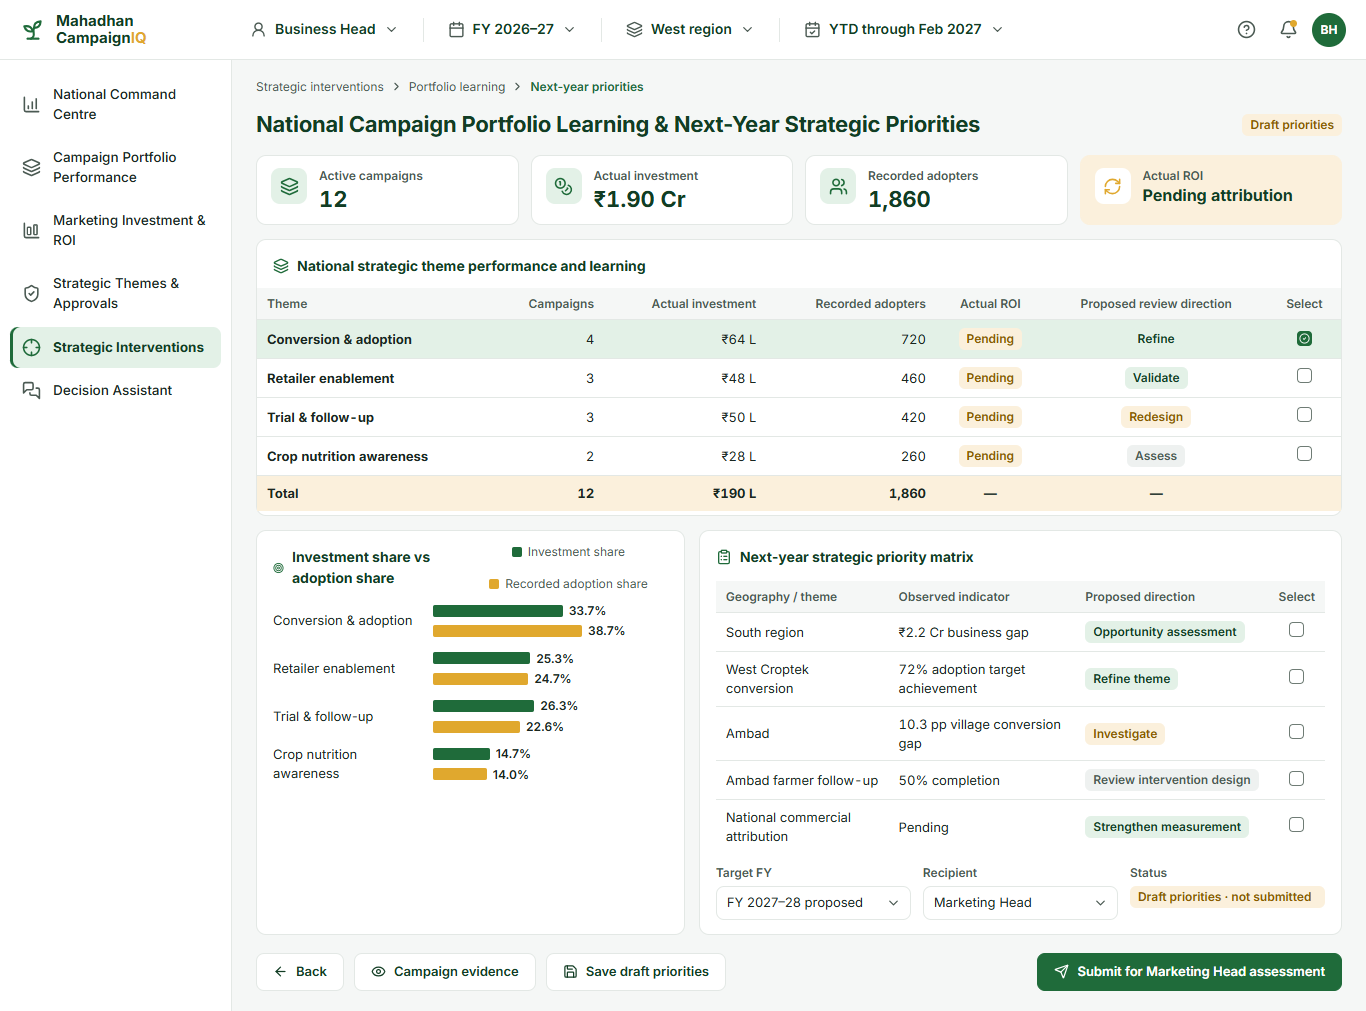 Mahadhan
CampaignIQ
Business Head
FY 2026–27
West region
YTD through Feb 2027
BH
National Command
Centre
Campaign Portfolio
Performance
Marketing Investment &
ROI
Strategic Themes &
Approvals
Strategic Interventions
Decision Assistant
Strategic interventions > Portfolio learning > Next-year priorities
National Campaign Portfolio Learning & Next-Year Strategic Priorities
Draft priorities
Active campaigns
12
Actual investment
₹1.90 Cr
Recorded adopters
1,860
Actual ROI
Pending attribution
National strategic theme performance and learning
Theme Campaigns Actual investment Recorded adopters Actual ROI Proposed review direction Select
Conversion & adoption 4 ₹64 L 720 Pending Refine
Retailer enablement 3 ₹48 L 460 Pending Validate
Trial & follow-up 3 ₹50 L 420 Pending Redesign
Crop nutrition awareness 2 ₹28 L 260 Pending Assess
Total 12 ₹190 L 1,860 — —
Investment share vs
adoption share
Investment share
Recorded adoption share
Conversion & adoption
33.7%
38.7%
Retailer enablement
25.3%
24.7%
Trial & follow-up
26.3%
22.6%
Crop nutrition
awareness
14.7%
14.0%
Next-year strategic priority matrix
Geography / theme Observed indicator Proposed direction Select
South region ₹2.2 Cr business gap Opportunity assessment
West Croptek
conversion
72% adoption target
achievement
Refine theme
Ambad
10.3 pp village conversion
gap
Investigate
Ambad farmer follow-up 50% completion Review intervention design
National commercial
attribution
Pending
Strengthen measurement
Target FY
FY 2027–28 proposed
Recipient
Marketing Head
Status
Draft priorities · not submitted
Back
Campaign evidence
Save draft priorities
Submit for Marketing Head assessment